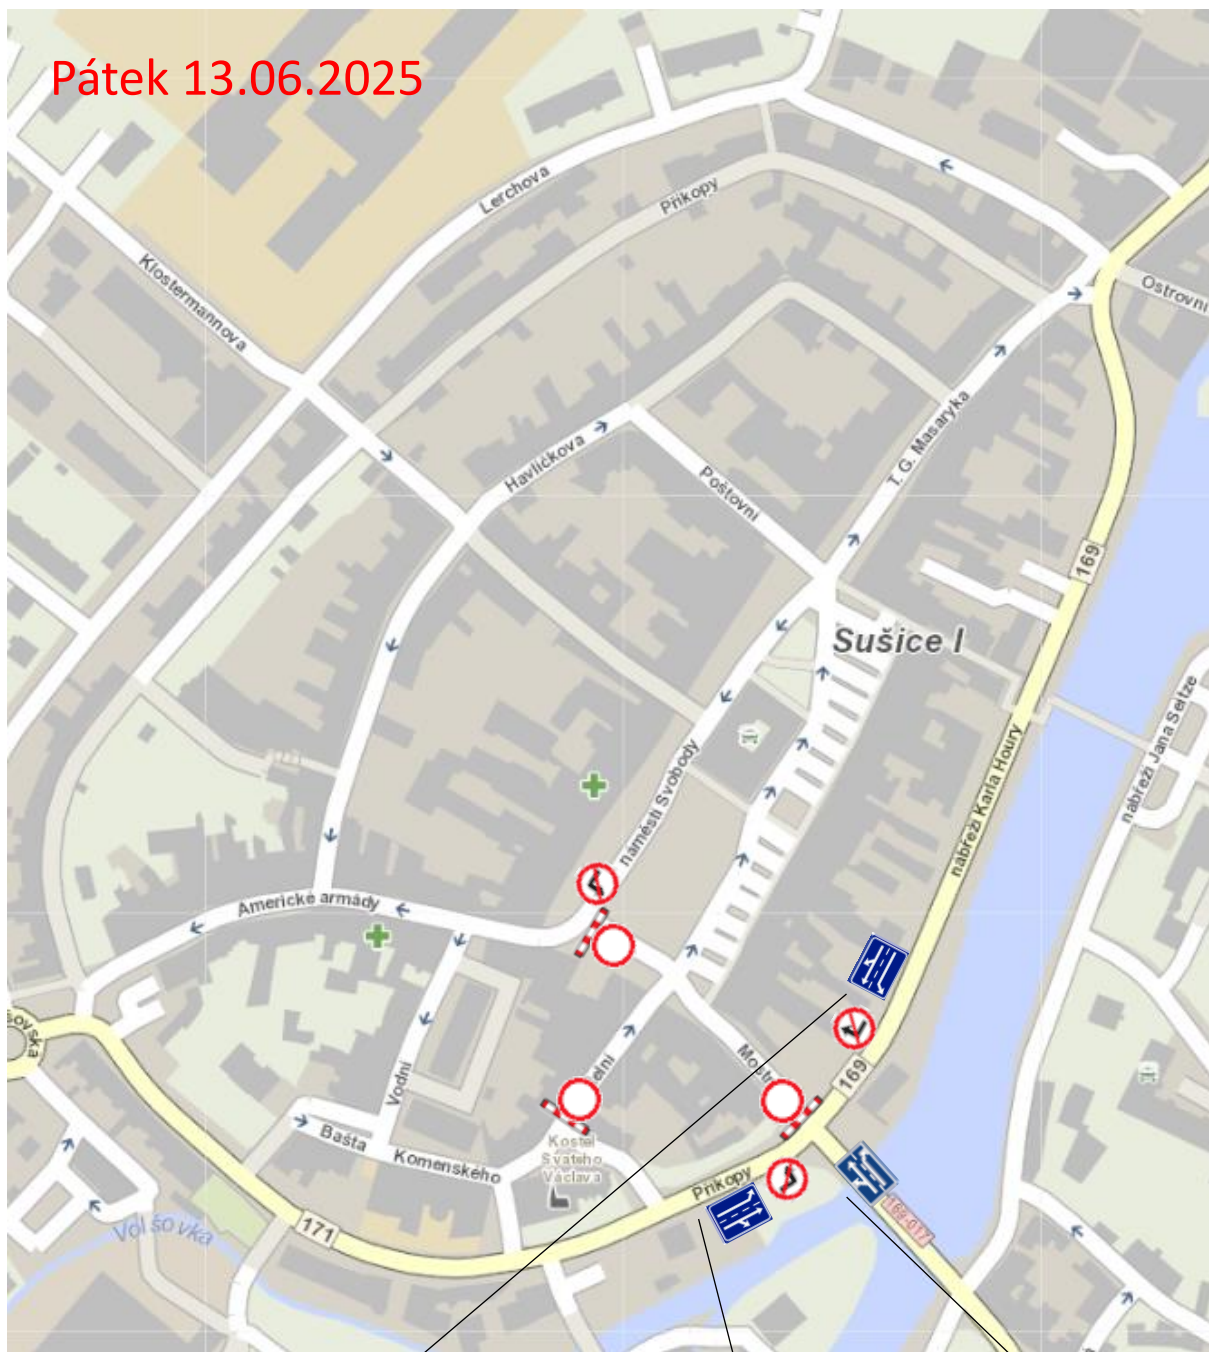 Pátek 13.06.2025
Lerchova
Příkopy
Klostermannova
Ostrovní
Havlíčkova
T. G. Masaryka
Poštovní
169
Sušice I
náměstí Svobody
nábřeží Karla Houry
nábřeží Jana Seitze
Americké armády
169
Vodní
elní
Bašta
Komenského
Kostel
Svatého
Václava
Příkopy
169-017
171
Volšovka